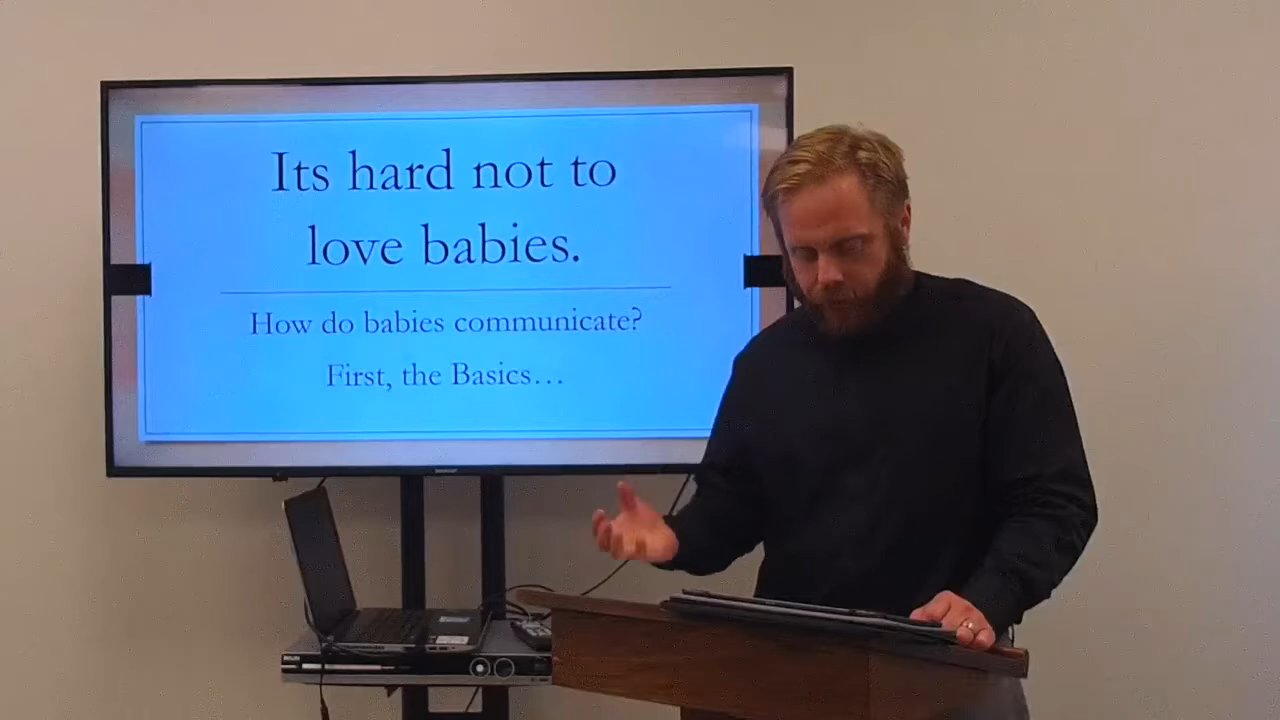 Its hard not to
love babies.
How do babies communicate?
First, the Basics…